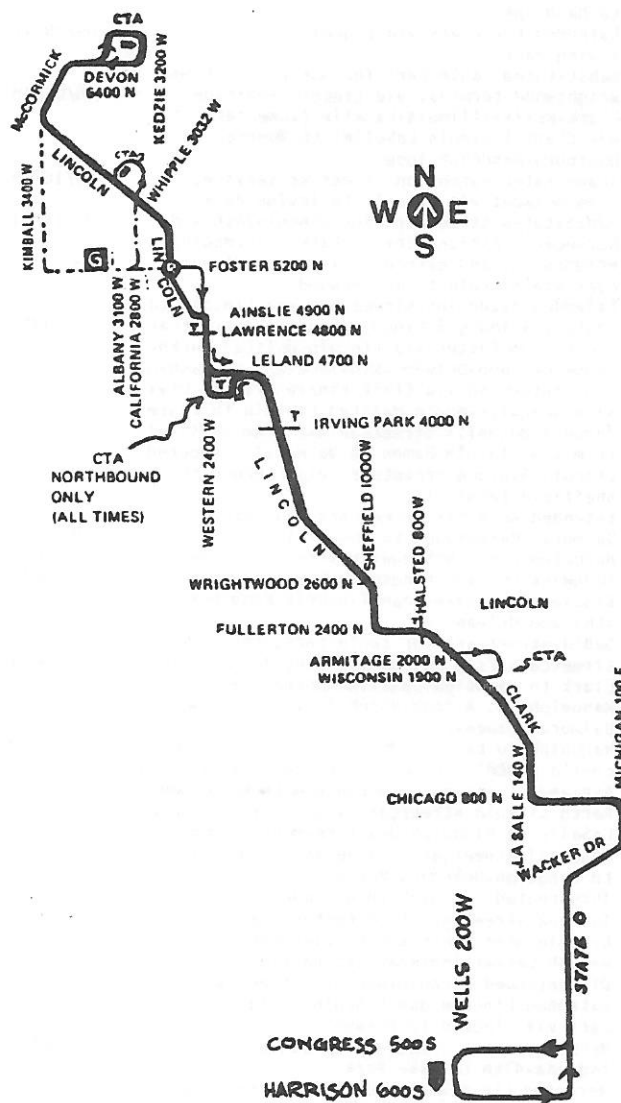 CTA
McCORMICK
DEVON
6400 N
KEDZIE 3200 W
LINCOLN
CTA
WHIPPLE 3032 W
KIMBALL 3400 W
G
LINCOLN
FOSTER 5200 N
ALBANY 3100 W
CALIFORNIA 2800 W
AINSLIE 4900 N
T
LAWRENCE 4800 N
LELAND 4700 N
T
CTA
NORTHBOUND
ONLY
(ALL TIMES)
WESTERN 2400 W
T
IRVING PARK 4000 N
LINCOLN
SHEFFIELD 1000W
HALSTED 800W
WRIGHTWOOD 2600 N
FULLERTON 2400 N
LINCOLN
ARMITAGE 2000 N
WISCONSIN 1900 N
CTA
CLARK
MICHIGAN 100 E
CHICAGO 800 N
LA SALLE 140 W
WACKER DR
WELLS 200W
STATE O
CONGRESS 500S
HARRISON 600S
N
W E
S